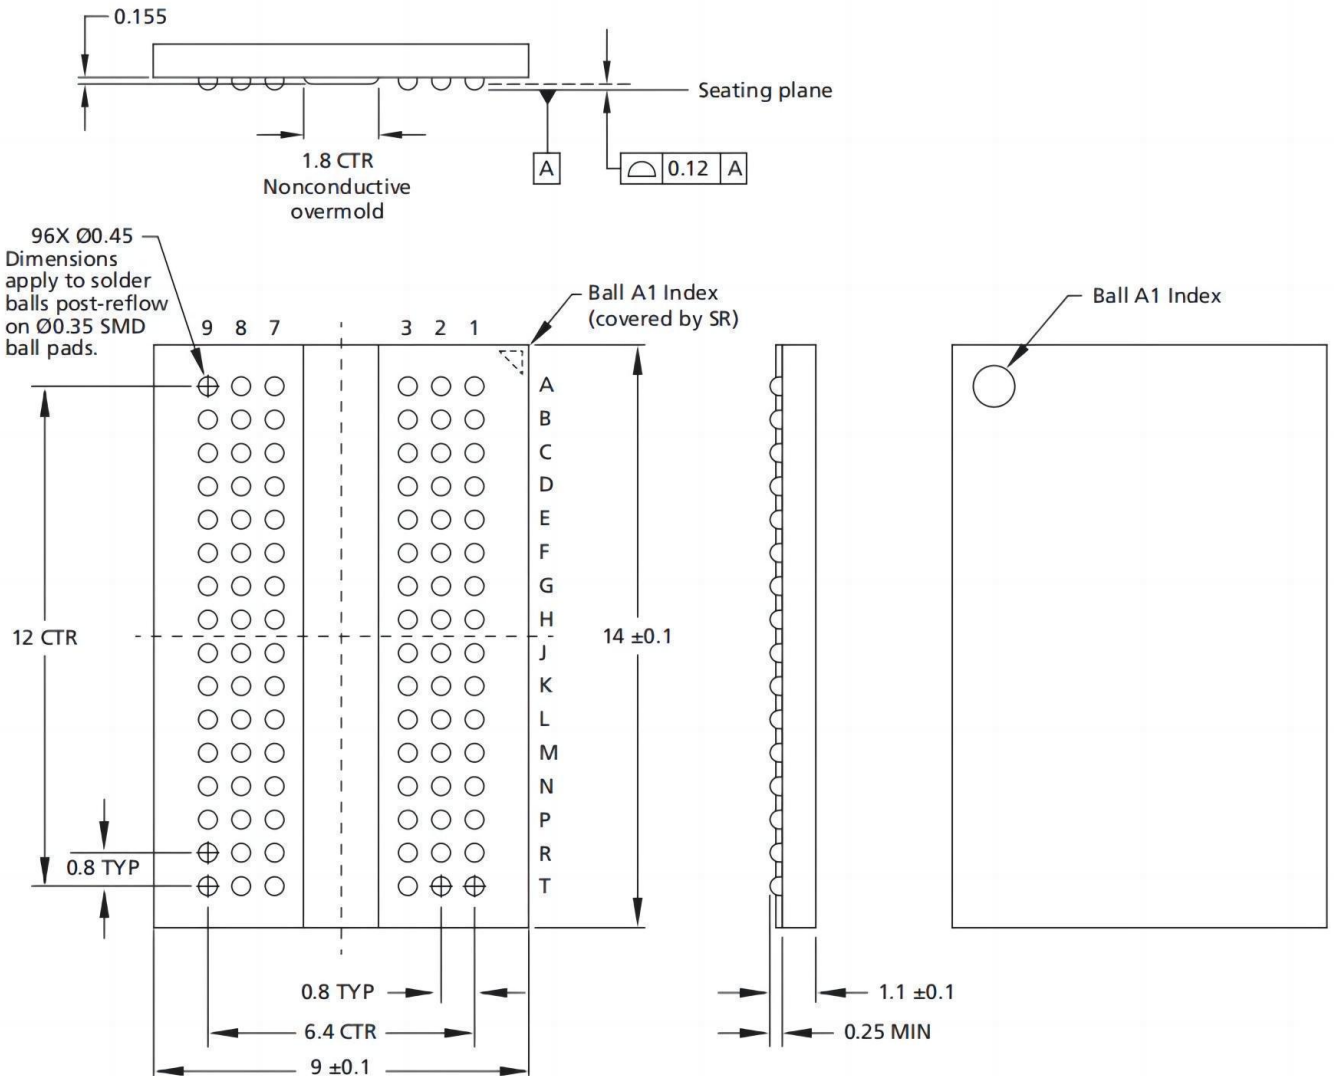 0.155
Seating plane
1.8 CTR
Nonconductive
overmold
A
0.12 A
96X Ø0.45
Dimensions
apply to solder
balls post-reflow
on Ø0.35 SMD
ball pads.
Ball A1 Index
(covered by SR)
Ball A1 Index
9 8 7 3 2 1
A
B
C
D
E
F
G
H
12 CTR
14 ±0.1
J
K
L
M
N
P
R
0.8 TYP
T
0.8 TYP
1.1 ±0.1
6.4 CTR
0.25 MIN
9 ±0.1